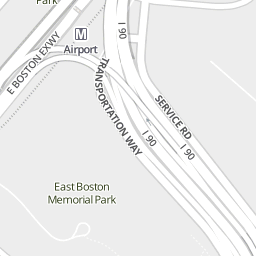 Park
I 90
M
Airport
E BOSTON EXWY
TRANSPORTATION WAY
SERVICE RD
I 90
I 90
East Boston
Memorial Park